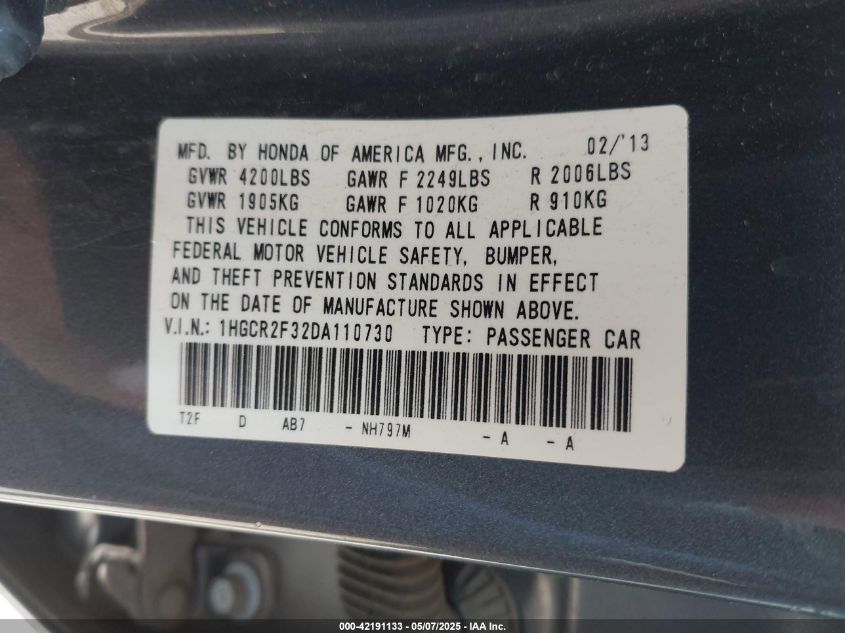 MFD. BY HONDA OF AMERICA MFG., INC. 02/'13
GVWR 4200LBS GAWR F 2249LBS R 2006LBS
GVWR 1905KG GAWR F 1020KG R 910KG
THIS VEHICLE CONFORMS TO ALL APPLICABLE
FEDERAL MOTOR VEHICLE SAFETY, BUMPER,
AND THEFT PREVENTION STANDARDS IN EFFECT
ON THE DATE OF MANUFACTURE SHOWN ABOVE.
V.I.N.: 1HGCR2F32DA110730 TYPE: PASSENGER CAR
T2F D AB7 - NH797M - A - A
000-42191133 - 05/07/2025 - IAA Inc.